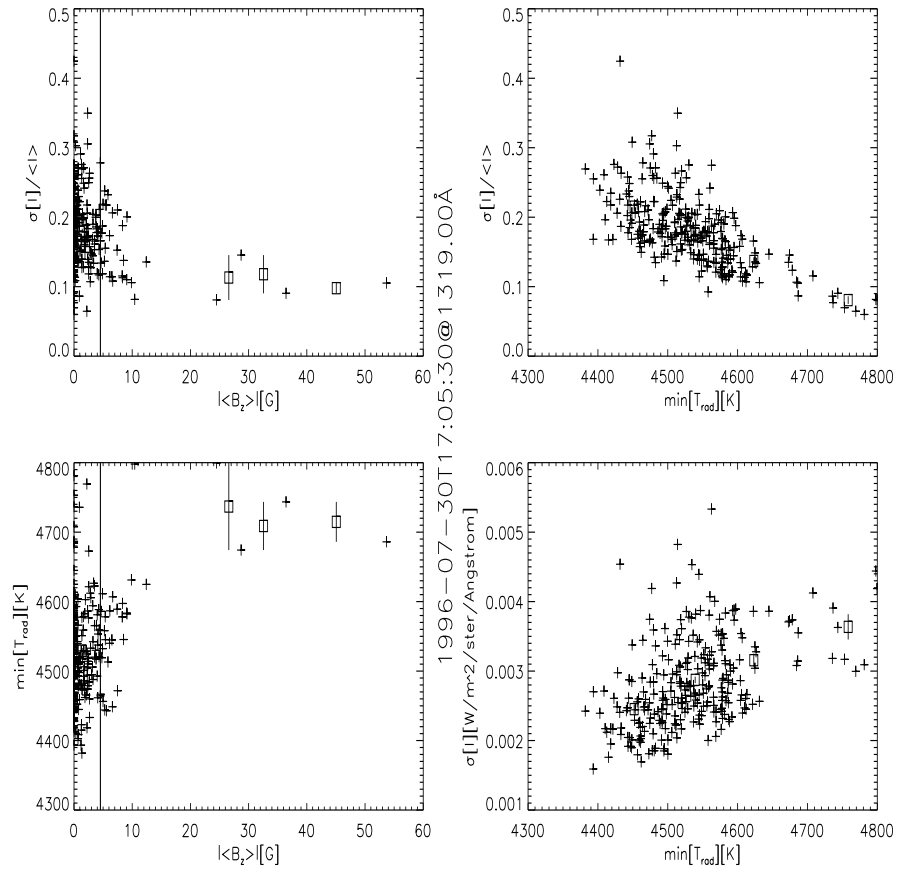 0.5
0.4
0.3
0.2
0.1
0.0
σ[I]/<I>
0 10 20 30 40 50 60
|<B_z>|[G]
0.5
0.4
0.3
0.2
0.1
0.0
σ[I]/<I>
4300 4400 4500 4600 4700 4800
min[T_rad][K]
1996-07-30T17:05:30@1319.00Å
4800
4700
4600
4500
4400
4300
min[T_rad][K]
0 10 20 30 40 50 60
|<B_z>|[G]
0.006
0.005
0.004
0.003
0.002
0.001
σ[I][W/m^2/ster/Angstrom]
4300 4400 4500 4600 4700 4800
min[T_rad][K]